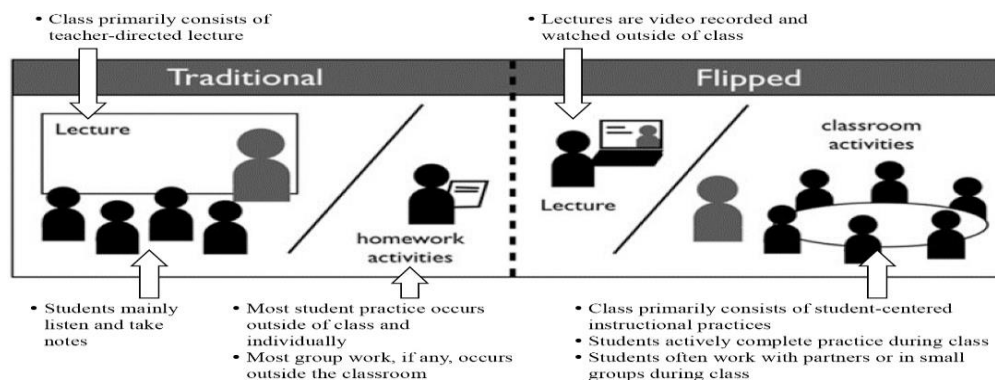 • Class primarily consists of
teacher-directed lecture
• Lectures are video recorded and
watched outside of class
Traditional
Flipped
Lecture
homework
activities
Lecture
classroom
activities
• Students mainly
listen and take
notes
• Most student practice occurs
outside of class and
individually
• Most group work, if any, occurs
outside the classroom
• Class primarily consists of student-centered
instructional practices
• Students actively complete practice during class
• Students often work with partners or in small
groups during class